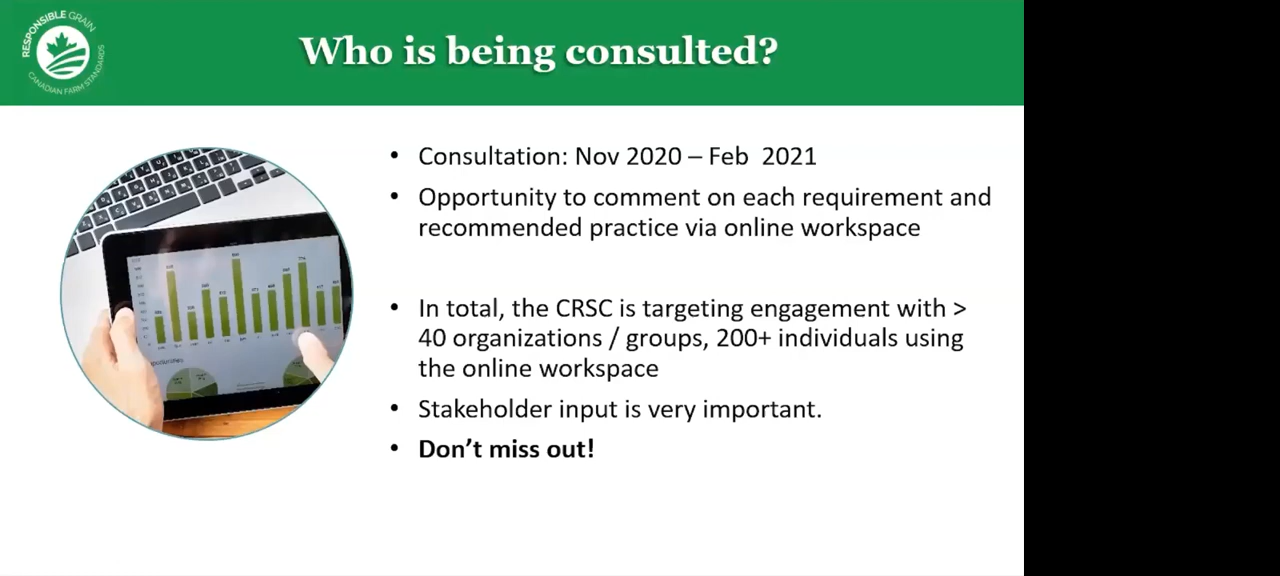 RESPONSIBLE GRAIN
CANADIAN FARM STANDARDS
Who is being consulted?
• Consultation: Nov 2020 – Feb  2021
• Opportunity to comment on each requirement and
recommended practice via online workspace
• In total, the CRSC is targeting engagement with >
40 organizations / groups, 200+ individuals using
the online workspace
• Stakeholder input is very important.
• Don’t miss out!